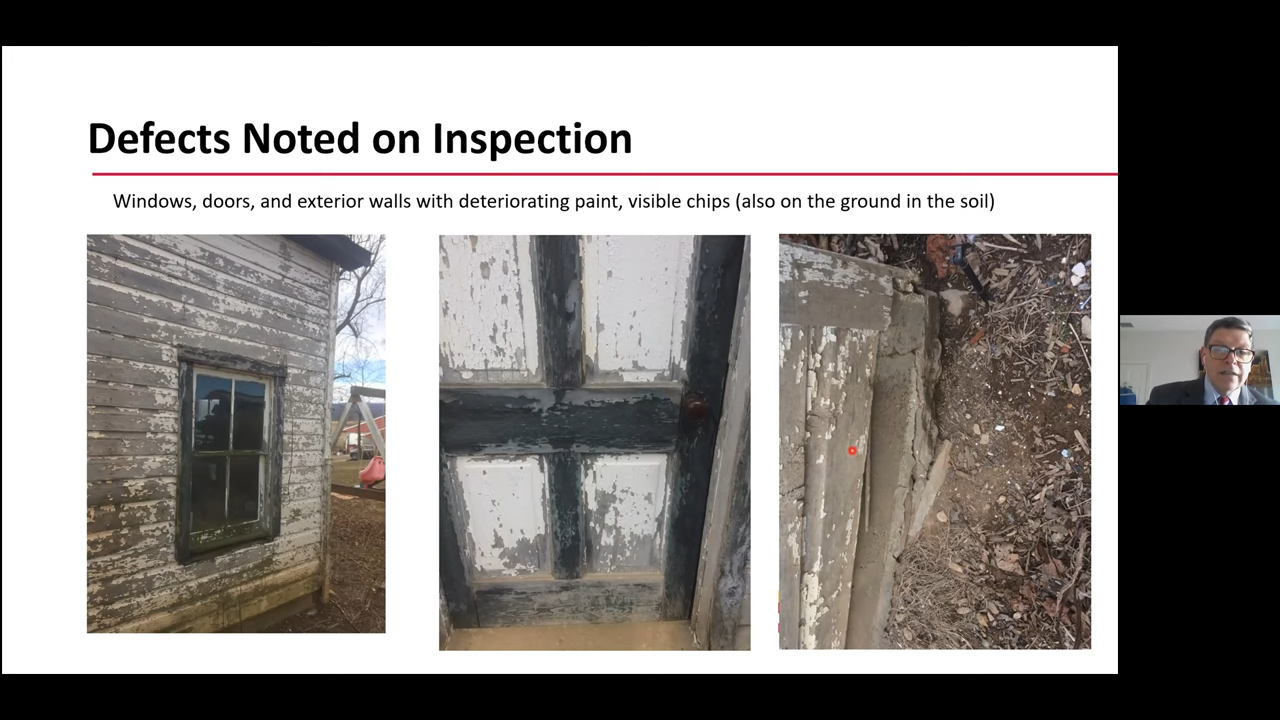 Defects Noted on Inspection
Windows, doors, and exterior walls with deteriorating paint, visible chips (also on the ground in the soil)